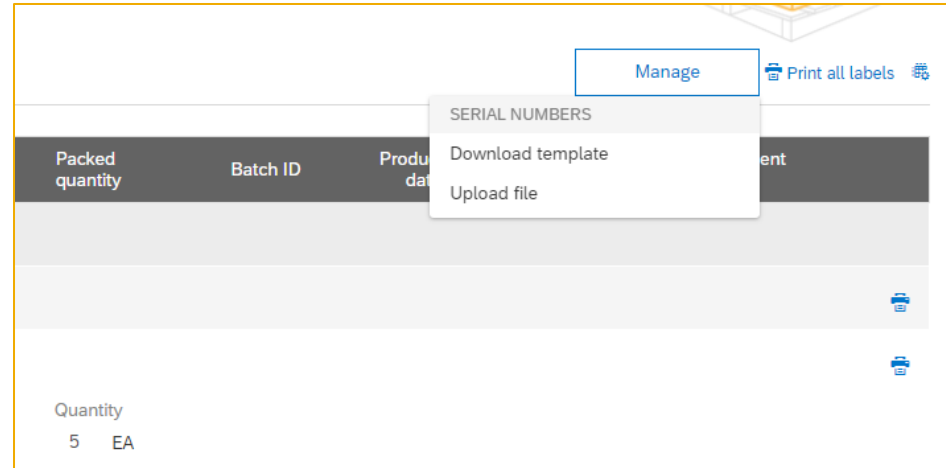 Manage
Print all labels
SERIAL NUMBERS
Download template
Upload file
Packed
quantity
Batch ID
Quantity
5 EA